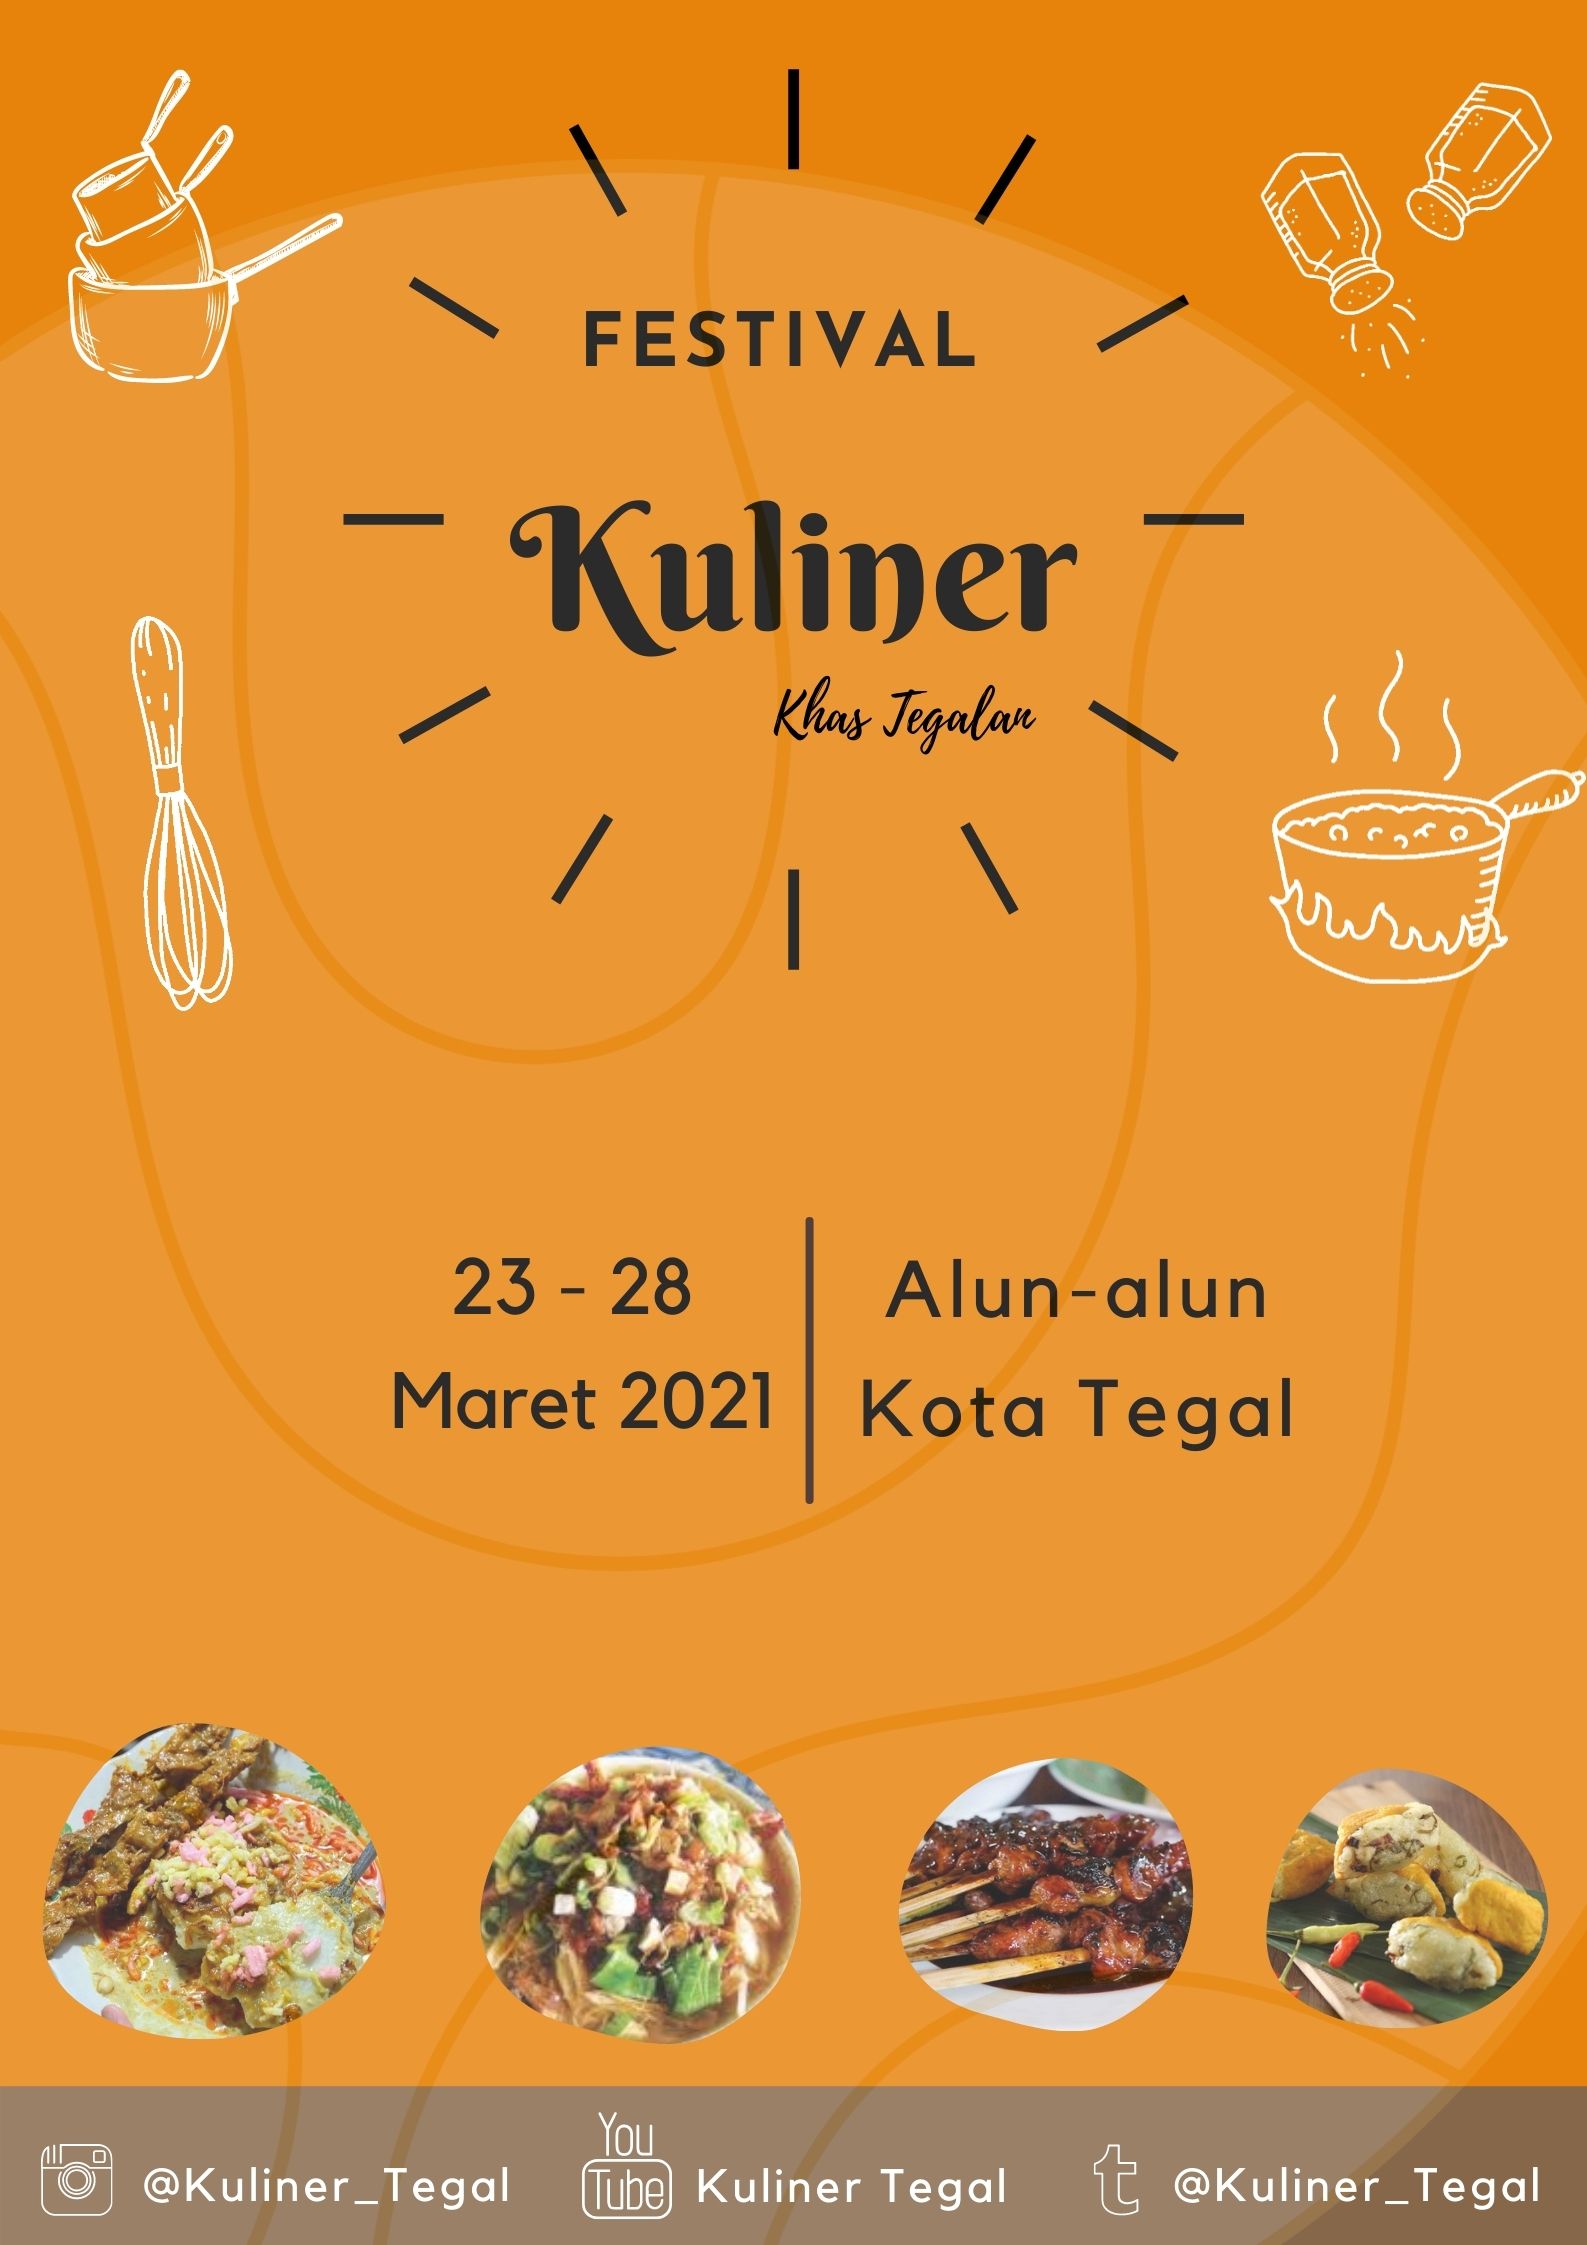 FESTIVAL
Kuliner
Khas Tegalan
23 - 28
Maret 2021
Alun-alun
Kota Tegal
@Kuliner_Tegal
You
Tube
Kuliner Tegal
t
@Kuliner_Tegal